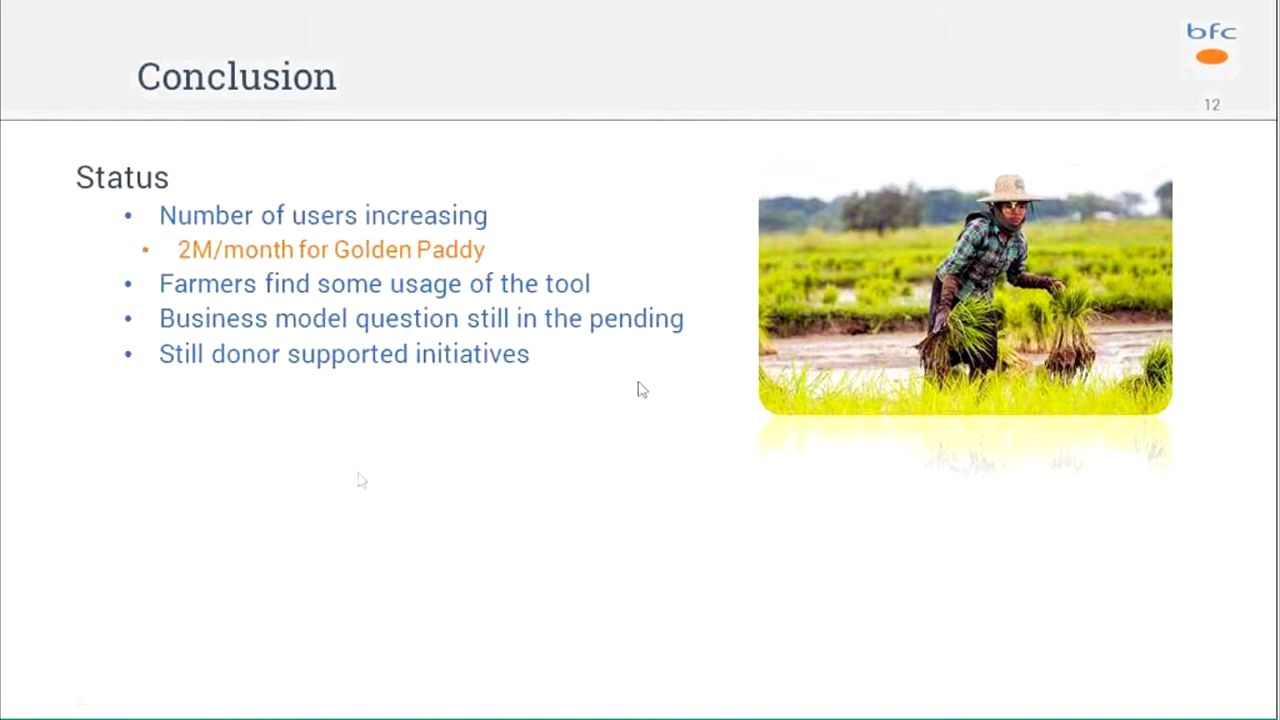 bfc
Conclusion
12
Status
• Number of users increasing
• 2M/month for Golden Paddy
• Farmers find some usage of the tool
• Business model question still in the pending
• Still donor supported initiatives